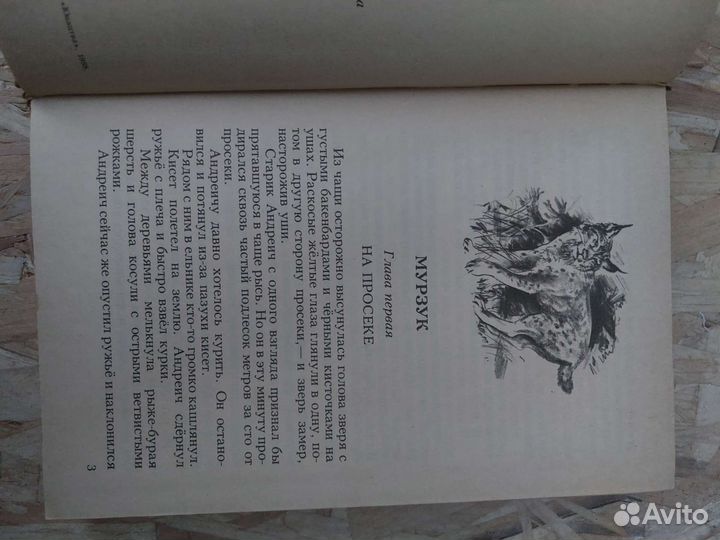 МУРЗУК
Глава первая
НА ПРОСЕКЕ
Из чащи осторожно высунулась голова зверя с
густыми бакенбардами и чёрными кисточками на
ушах. Раскосые жёлтые глаза глянули в одну, по-
том в другую сторону просеки, — и зверь замер,
насторожив уши.
Старик Андреич с одного взгляда признал бы
прятавшуюся в чаще рысь. Но он в эту минуту про-
дирался сквозь частый подлесок метров за сто от
просеки.
Андреичу давно хотелось курить. Он остано-
вился и потянул из-за пазухи кисет.
Рядом с ним в ельнике кто-то громко кашлянул.
Кисет полетел на землю. Андреич сдёрнул
ружьё с плеча и быстро взвёл курки.
Между деревьями мелькнула рыже-бурая
шерсть и голова косули с острыми ветвистыми
рожками.
Андреич сейчас же опустил ружьё и наклонился
3
Avito